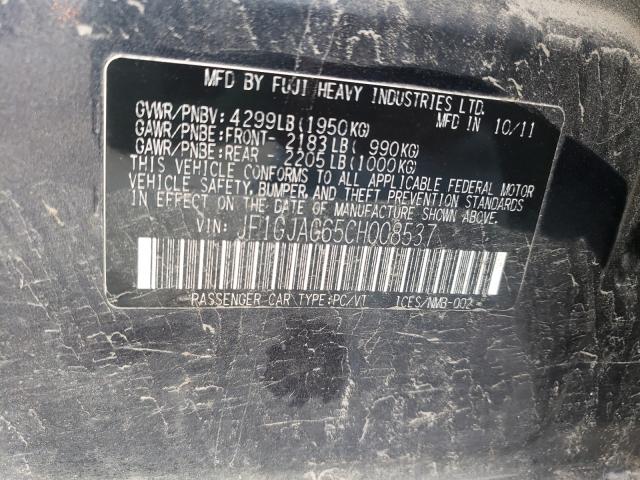 MFD BY FUJI HEAVY INDUSTRIES LTD.
MFD IN 10/11
GVWR/PNBV: 4299LB(1950KG)
GAWR/PNBE:FRONT- 2183LB( 990KG)
GAWR/PNBE:REAR - 2205LB(1000KG)
THIS VEHICLE CONFORMS TO ALL APPLICABLE FEDERAL MOTOR
VEHICLE SAFETY, BUMPER, AND THEFT PREVENTION STANDARDS
IN EFFECT ON THE DATE OF MANUFACTURE SHOWN ABOVE.
VIN: JF1GJAG65CH008537
PASSENGER-CAR TYPE:PC/VT ICES/NMB-002